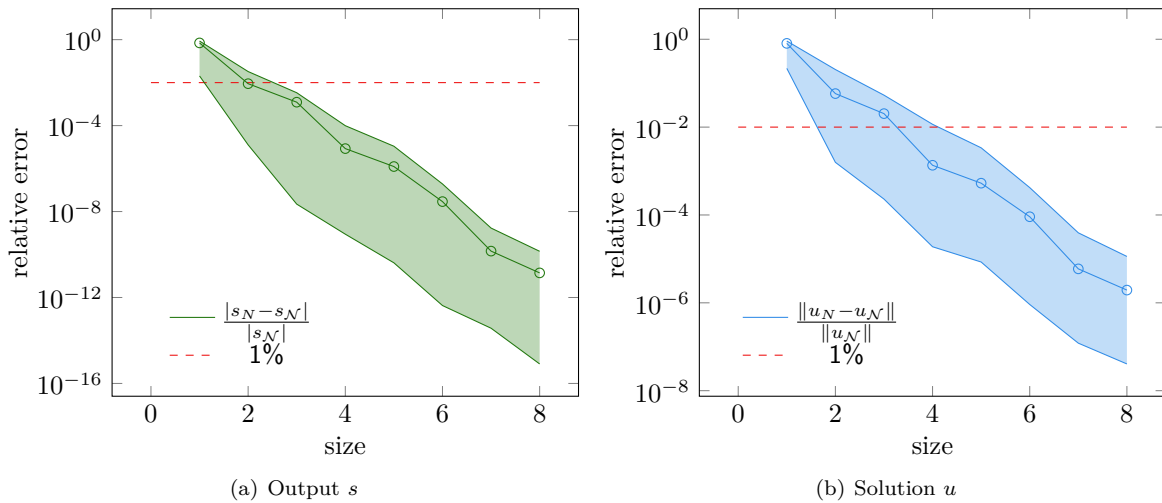 10^0
10^{-4}
10^{-8}
10^{-12}
10^{-16}
relative error
|s_N−s_𝒩|
|s_𝒩|
1%
0 2 4 6 8
size
(a) Output s
10^0
10^{-2}
10^{-4}
10^{-6}
10^{-8}
relative error
∥u_N−u_𝒩∥
∥u_𝒩∥
1%
0 2 4 6 8
size
(b) Solution u